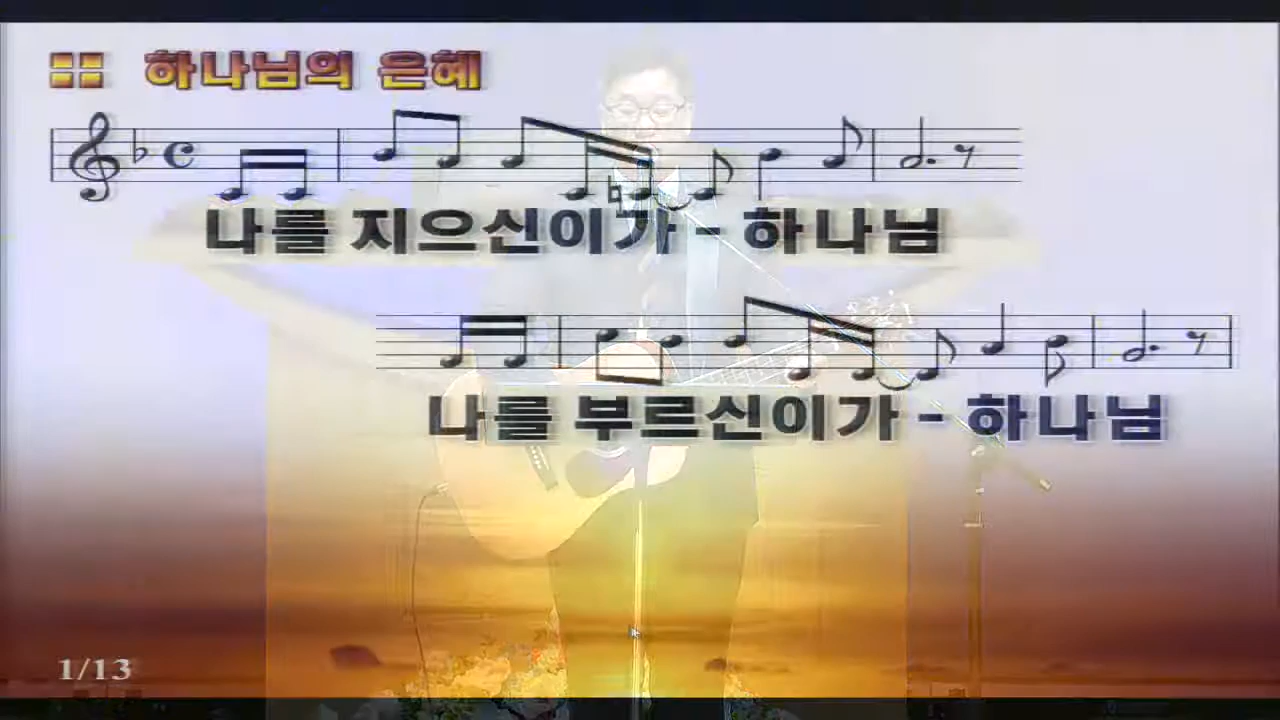 하나님의 은혜
나를 지으신이가 - 하나님
나를 부르신이가 - 하나님
1/13